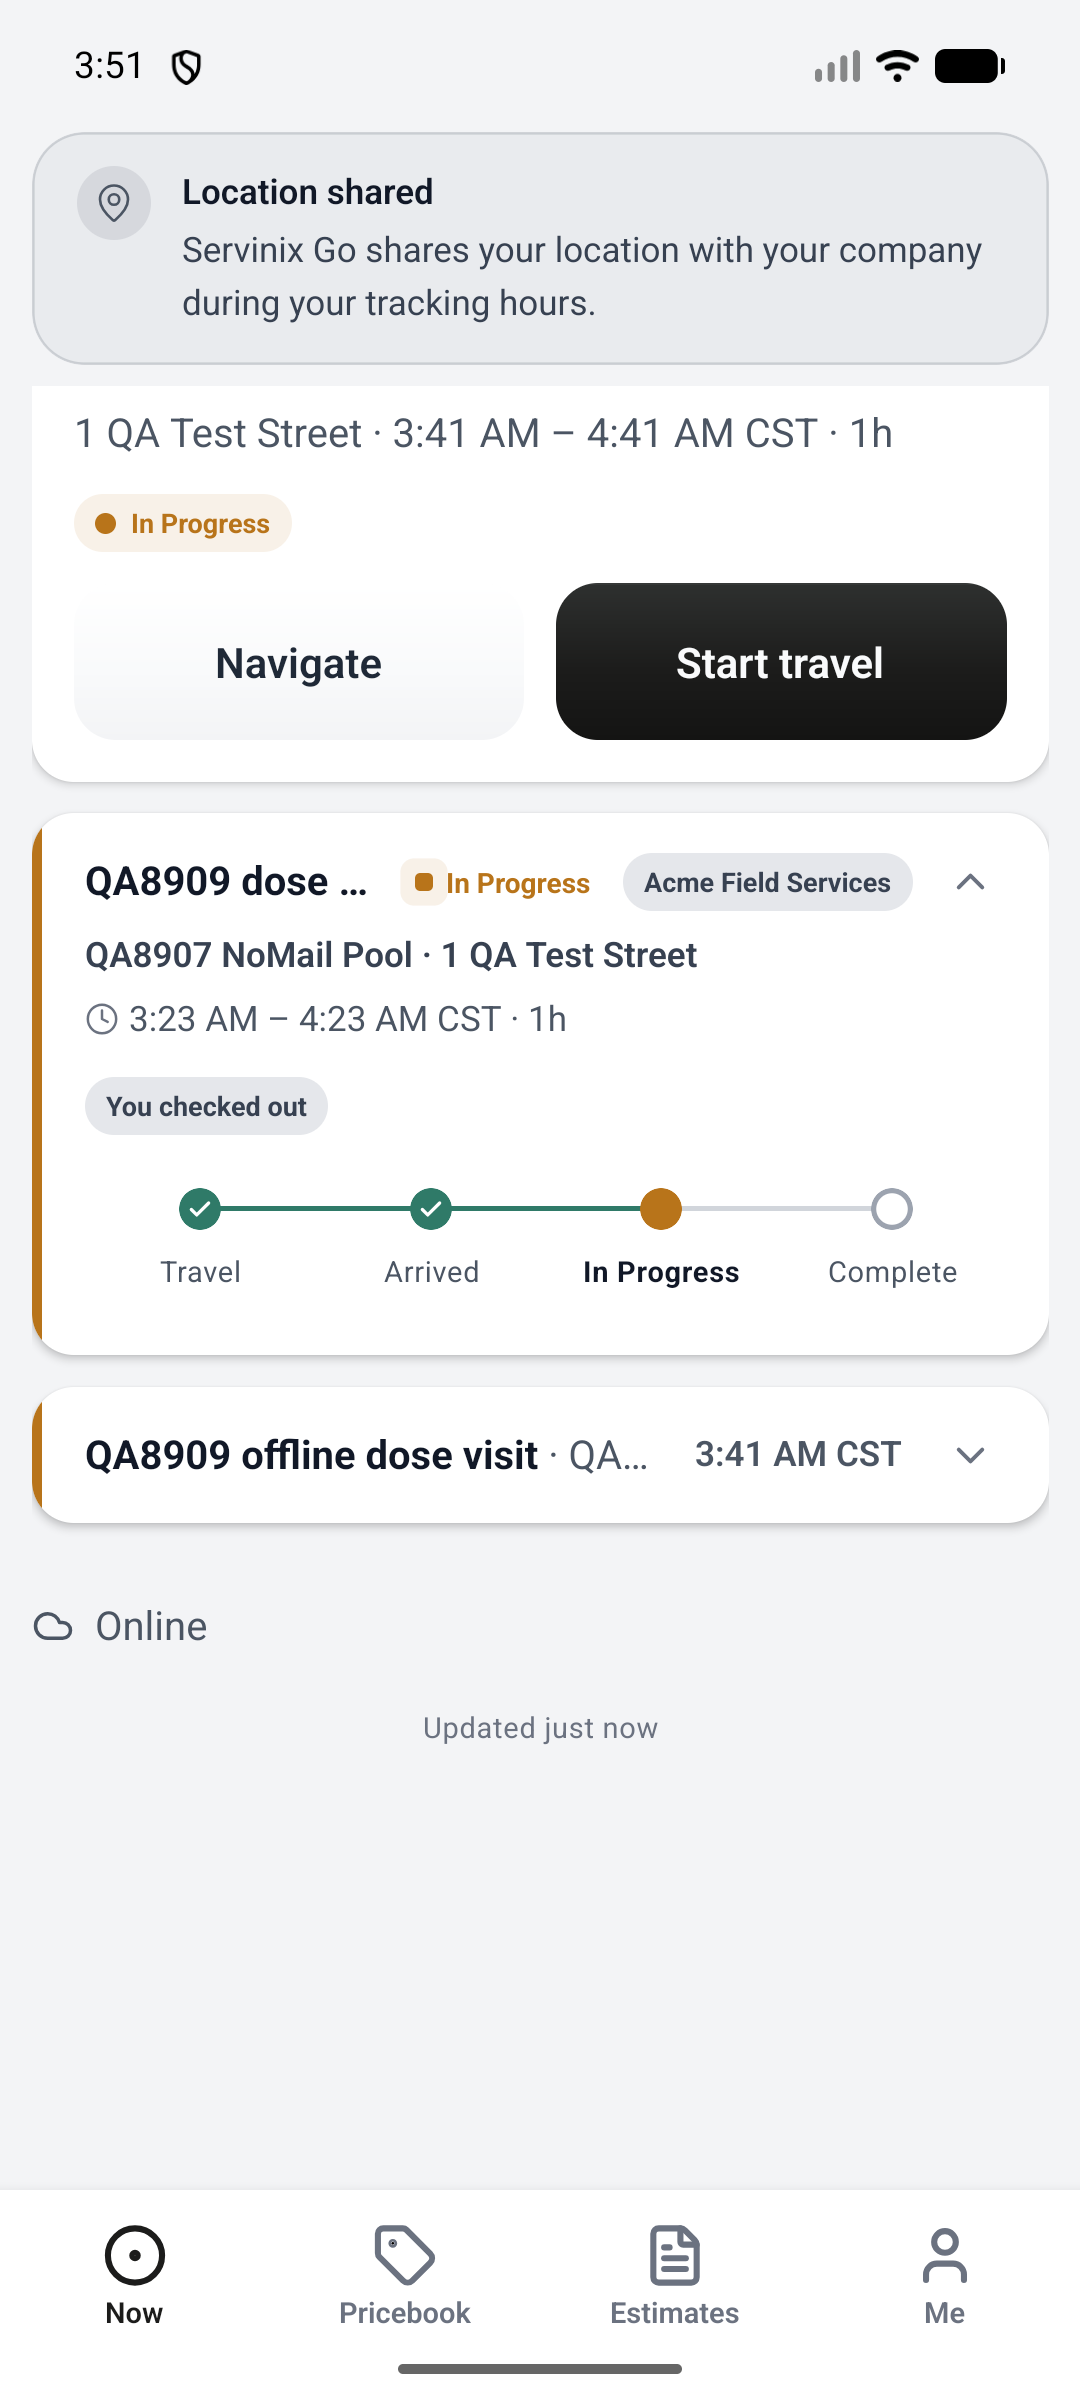 3:51
Location shared
Servinix Go shares your location with your company
during your tracking hours.
1 QA Test Street · 3:41 AM – 4:41 AM CST · 1h
In Progress
Navigate
Start travel
QA8909 dose ...
In Progress
Acme Field Services
QA8907 NoMail Pool · 1 QA Test Street
3:23 AM – 4:23 AM CST · 1h
You checked out
Travel
Arrived
In Progress
Complete
QA8909 offline dose visit · QA...
3:41 AM CST
Online
Updated just now
Now
Pricebook
Estimates
Me